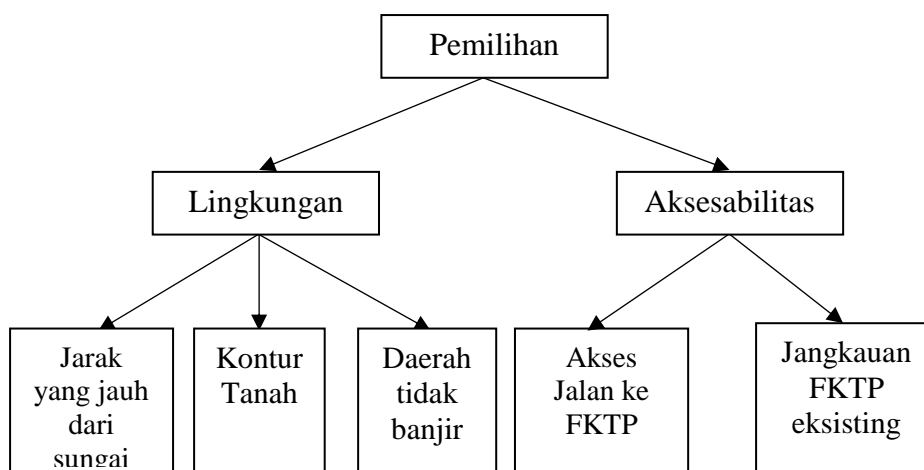 Pemilihan
Lingkungan
Aksesabilitas
Jarak
yang jauh
dari
sungai
Kontur
Tanah
Daerah
tidak
banjir
Akses
Jalan ke
FKTP
Jangkauan
FKTP
eksisting